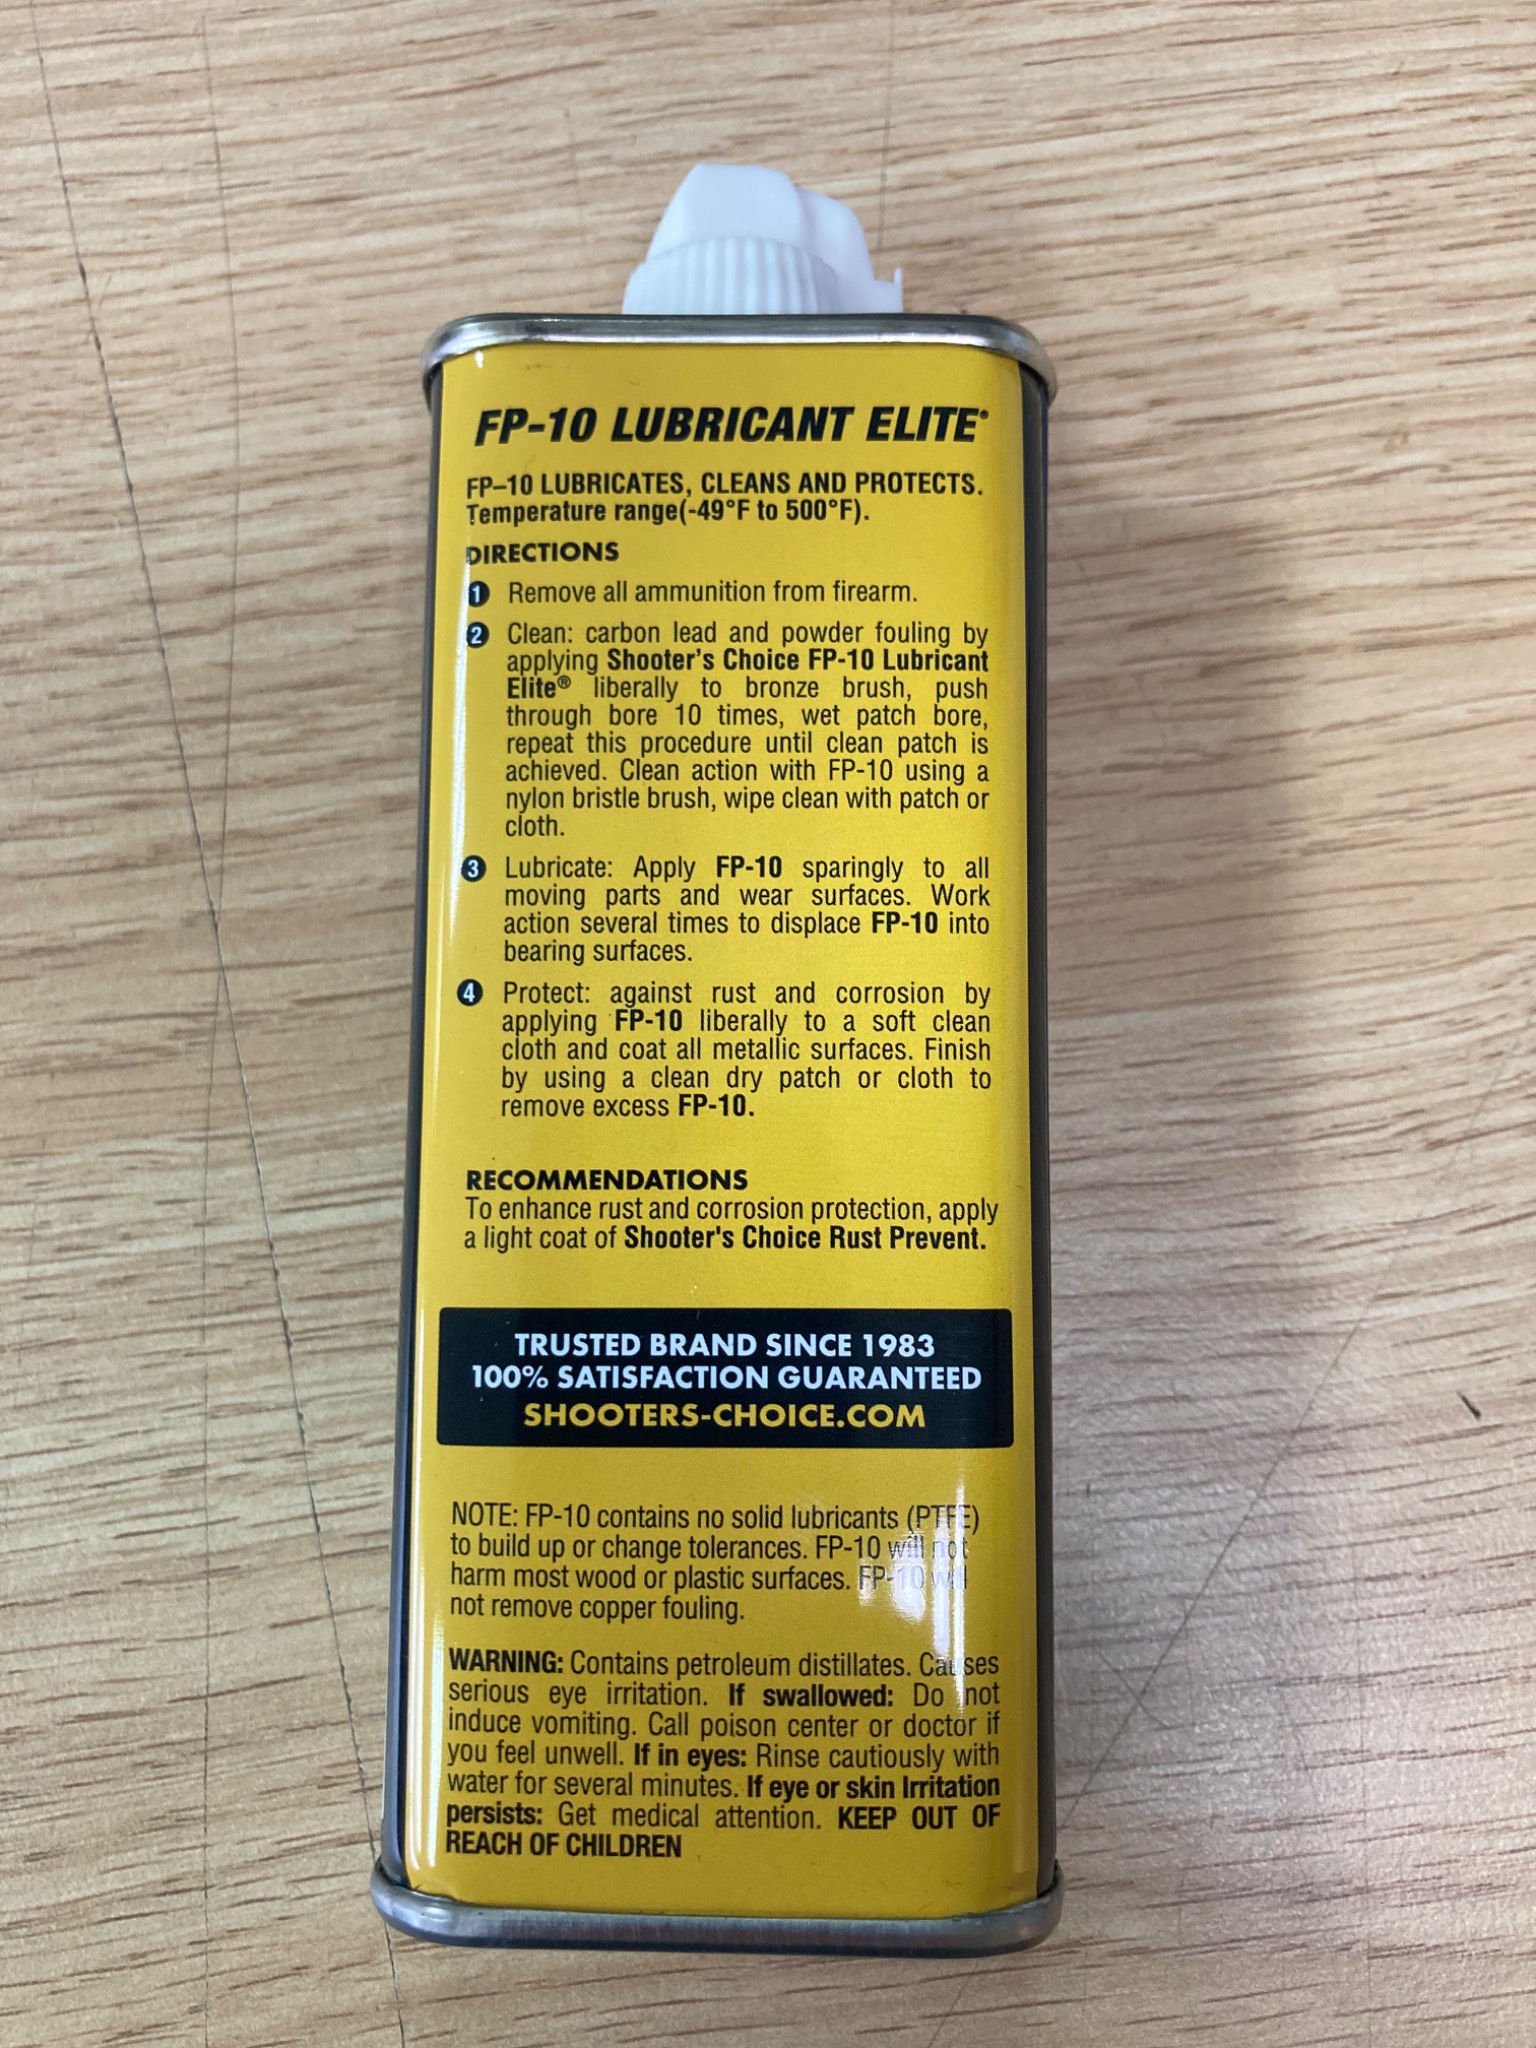 FP-10 LUBRICANT ELITE®
FP–10 LUBRICATES, CLEANS AND PROTECTS.
Temperature range(-49°F to 500°F).
DIRECTIONS
1 Remove all ammunition from firearm.
2 Clean: carbon lead and powder fouling by
applying Shooter's Choice FP-10 Lubricant
Elite® liberally to bronze brush, push
through bore 10 times, wet patch bore,
repeat this procedure until clean patch is
achieved. Clean action with FP-10 using a
nylon bristle brush, wipe clean with patch or
cloth.
3 Lubricate: Apply FP-10 sparingly to all
moving parts and wear surfaces. Work
action several times to displace FP-10 into
bearing surfaces.
4 Protect: against rust and corrosion by
applying FP-10 liberally to a soft clean
cloth and coat all metallic surfaces. Finish
by using a clean dry patch or cloth to
remove excess FP-10.
RECOMMENDATIONS
To enhance rust and corrosion protection, apply
a light coat of Shooter's Choice Rust Prevent.
TRUSTED BRAND SINCE 1983
100% SATISFACTION GUARANTEED
SHOOTERS-CHOICE.COM
NOTE: FP-10 contains no solid lubricants (PTFE)
to build up or change tolerances. FP-10 will not
harm most wood or plastic surfaces. FP-10 will
not remove copper fouling.
WARNING: Contains petroleum distillates. Causes
serious eye irritation. If swallowed: Do not
induce vomiting. Call poison center or doctor if
you feel unwell. If in eyes: Rinse cautiously with
water for several minutes. If eye or skin Irritation
persists: Get medical attention. KEEP OUT OF
REACH OF CHILDREN